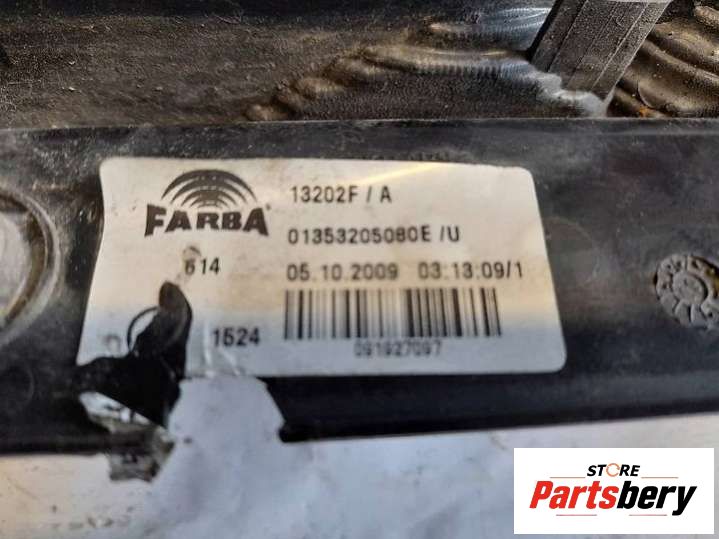 FARBA
13202F / A
01353205080E /U
614
05.10.2009 03:13:09/1
1524
091927097
STORE
Partsbery